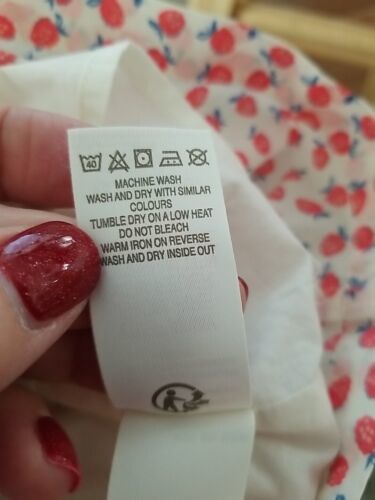 40
MACHINE WASH
WASH AND DRY WITH SIMILAR
COLOURS
TUMBLE DRY ON A LOW HEAT
DO NOT BLEACH
WARM IRON ON REVERSE
WASH AND DRY INSIDE OUT